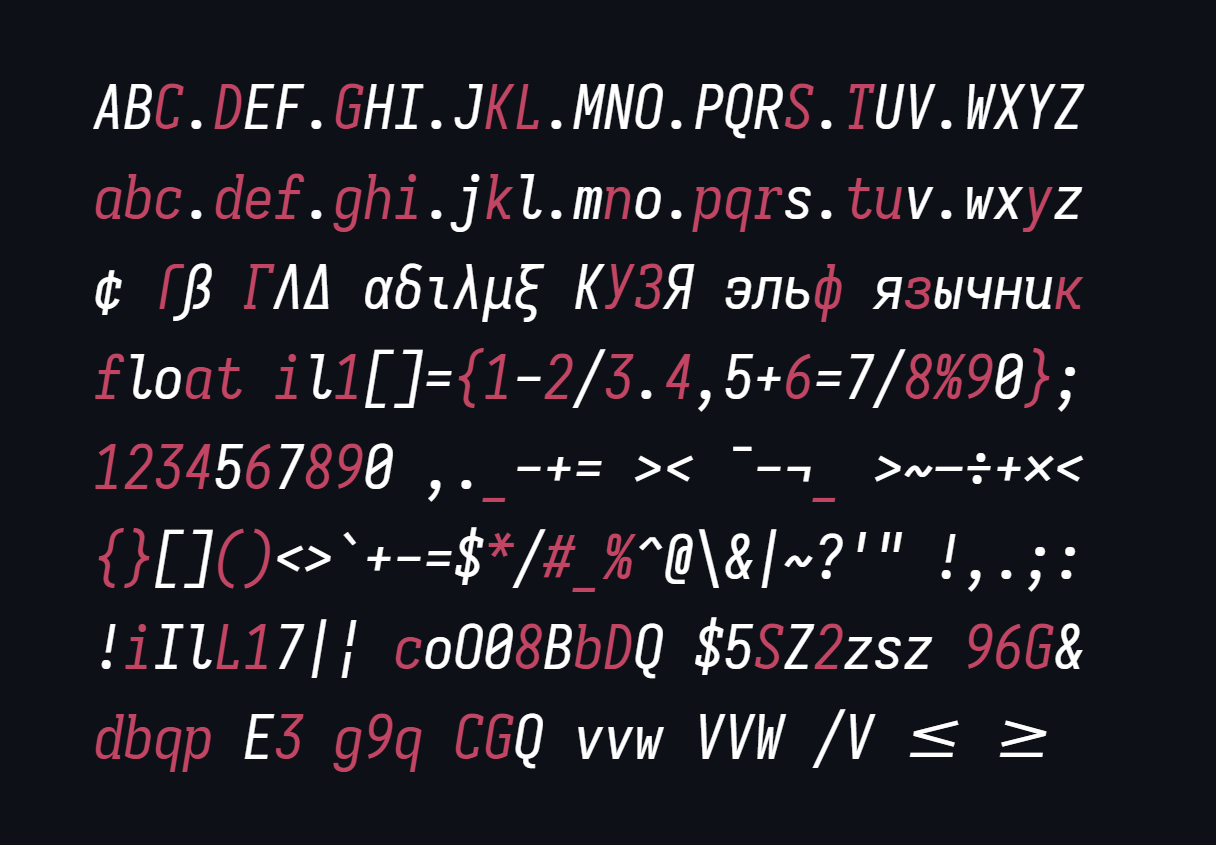 ABC.DEF.GHI.JKL.MNO.PQRS.TUV.WXYZ
abc.def.ghi.jkl.mno.pqrs.tuv.wxyz
¢ ſβ ΓΛΔ αδιλμξ КУЗЯ эльф язычник
float il1[]={1-2/3.4,5+6=7/8%90};
1234567890 ,._-+= >< ¯-¬_ >~–÷+×<
{}[]()<>`+-=$*/#_%^@\&|~?'" !,.;:
!iIlL17|¦ coO08BbDQ $5SZ2zsz 96G&
dbqp E3 g9q CGQ vvw VVW /V ≤ ≥